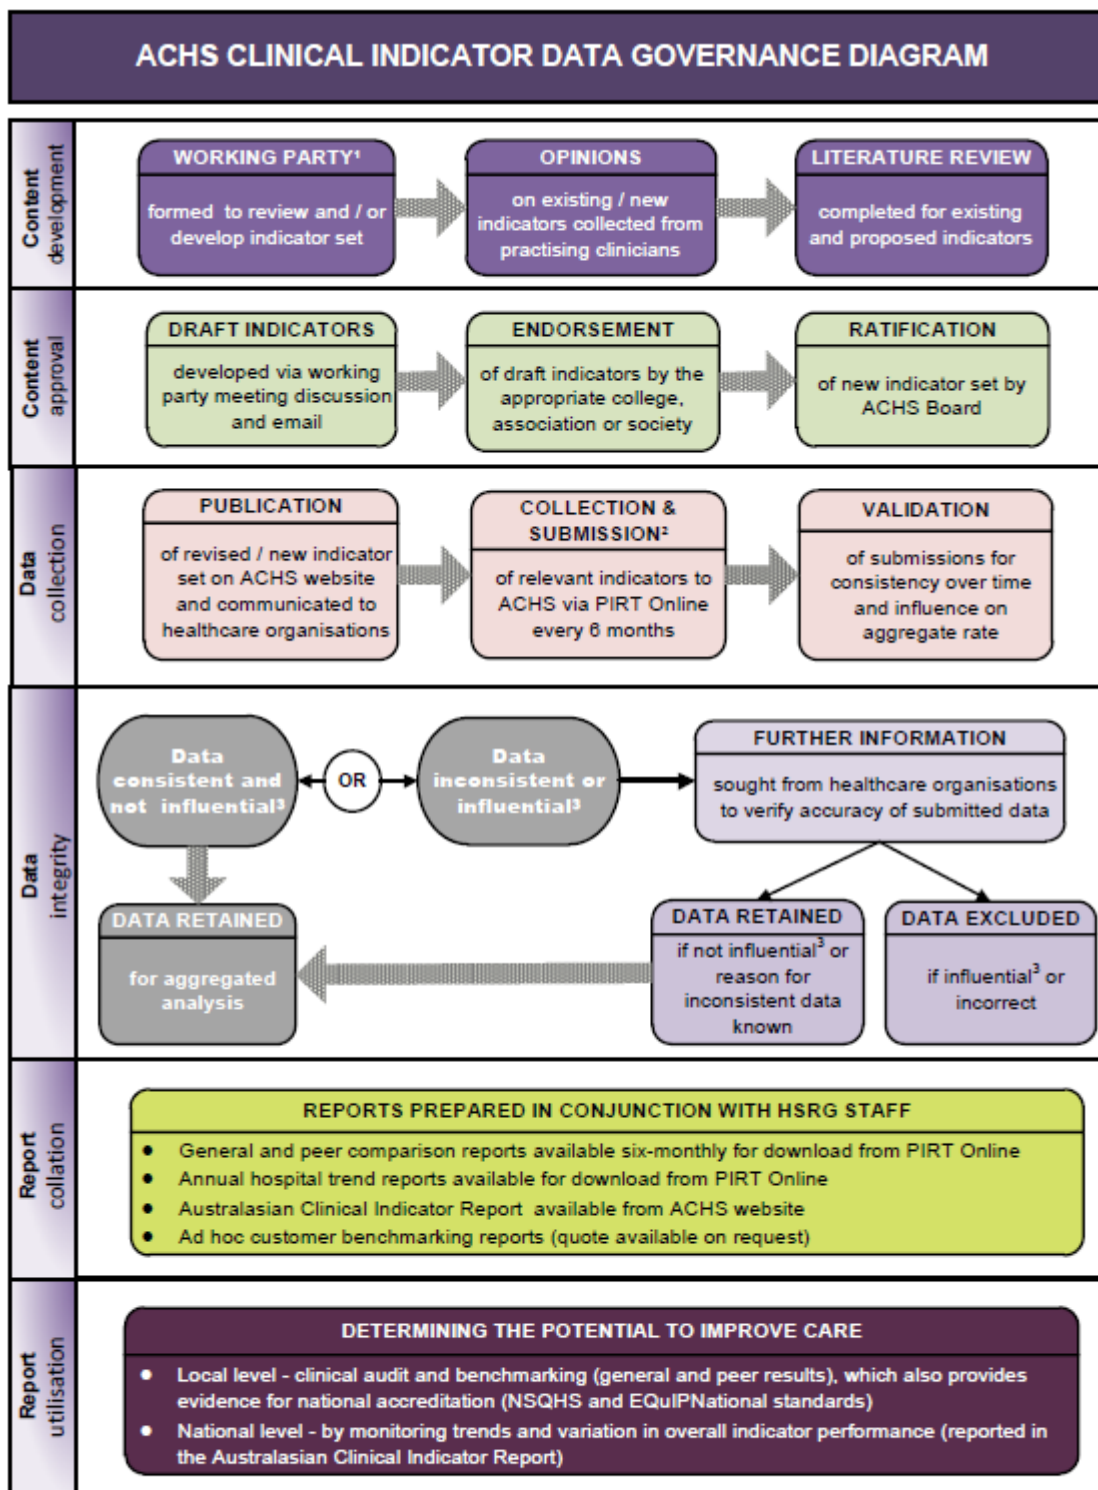 ACHS CLINICAL INDICATOR DATA GOVERNANCE DIAGRAM
Content
development
WORKING PARTY¹
formed to review and / or
develop indicator set
OPINIONS
on existing / new
indicators collected from
practising clinicians
LITERATURE REVIEW
completed for existing
and proposed indicators
Content
approval
DRAFT INDICATORS
developed via working
party meeting discussion
and email
ENDORSEMENT
of draft indicators by the
appropriate college,
association or society
RATIFICATION
of new indicator set by
ACHS Board
Data
collection
PUBLICATION
of revised / new indicator
set on ACHS website
and communicated to
healthcare organisations
COLLECTION &
SUBMISSION²
of relevant indicators to
ACHS via PIRT Online
every 6 months
VALIDATION
of submissions for
consistency over time
and influence on
aggregate rate
Data
integrity
Data
consistent and
not influential³
OR
Data
inconsistent or
influential³
FURTHER INFORMATION
sought from healthcare organisations
to verify accuracy of submitted data
DATA RETAINED
for aggregated
analysis
DATA RETAINED
if not influential³ or
reason for
inconsistent data
known
DATA EXCLUDED
if influential³ or
incorrect
Report
collation
REPORTS PREPARED IN CONJUNCTION WITH HSRG STAFF
● General and peer comparison reports available six-monthly for download from PIRT Online
● Annual hospital trend reports available for download from PIRT Online
● Australasian Clinical Indicator Report available from ACHS website
● Ad hoc customer benchmarking reports (quote available on request)
Report
utilisation
DETERMINING THE POTENTIAL TO IMPROVE CARE
● Local level - clinical audit and benchmarking (general and peer results), which also provides
evidence for national accreditation (NSQHS and EQuIPNational standards)
● National level - by monitoring trends and variation in overall indicator performance (reported in
the Australasian Clinical Indicator Report)